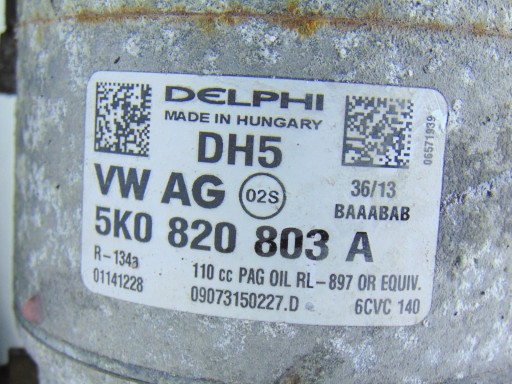 DELPHI
MADE IN HUNGARY
DH5
06571939
VW AG 02S 36/13
BAAABAB
5K0 820 803 A
R-134a 110 cc PAG OIL RL-897 OR EQUIV.
01141228 09073150227.D 6CVC 140